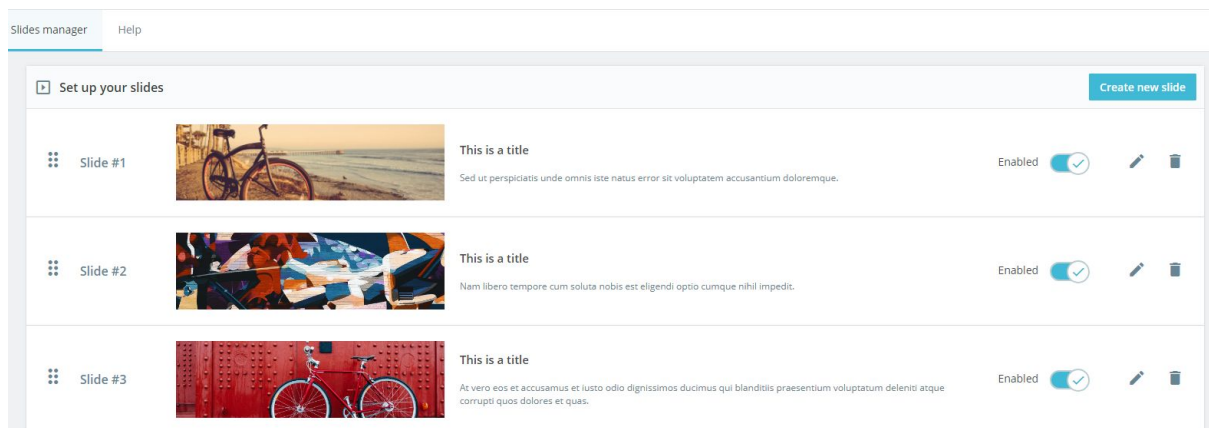 Slides manager
Help
Set up your slides
Create new slide
Slide #1
This is a title
Sed ut perspiciatis unde omnis iste natus error sit voluptatem accusantium doloremque.
Enabled
Slide #2
This is a title
Nam libero tempore cum soluta nobis est eligendi optio cumque nihil impedit.
Enabled
Slide #3
This is a title
At vero eos et accusamus et iusto odio dignissimos ducimus qui blanditiis praesentium voluptatum deleniti atque
corrupti quos dolores et quas.
Enabled